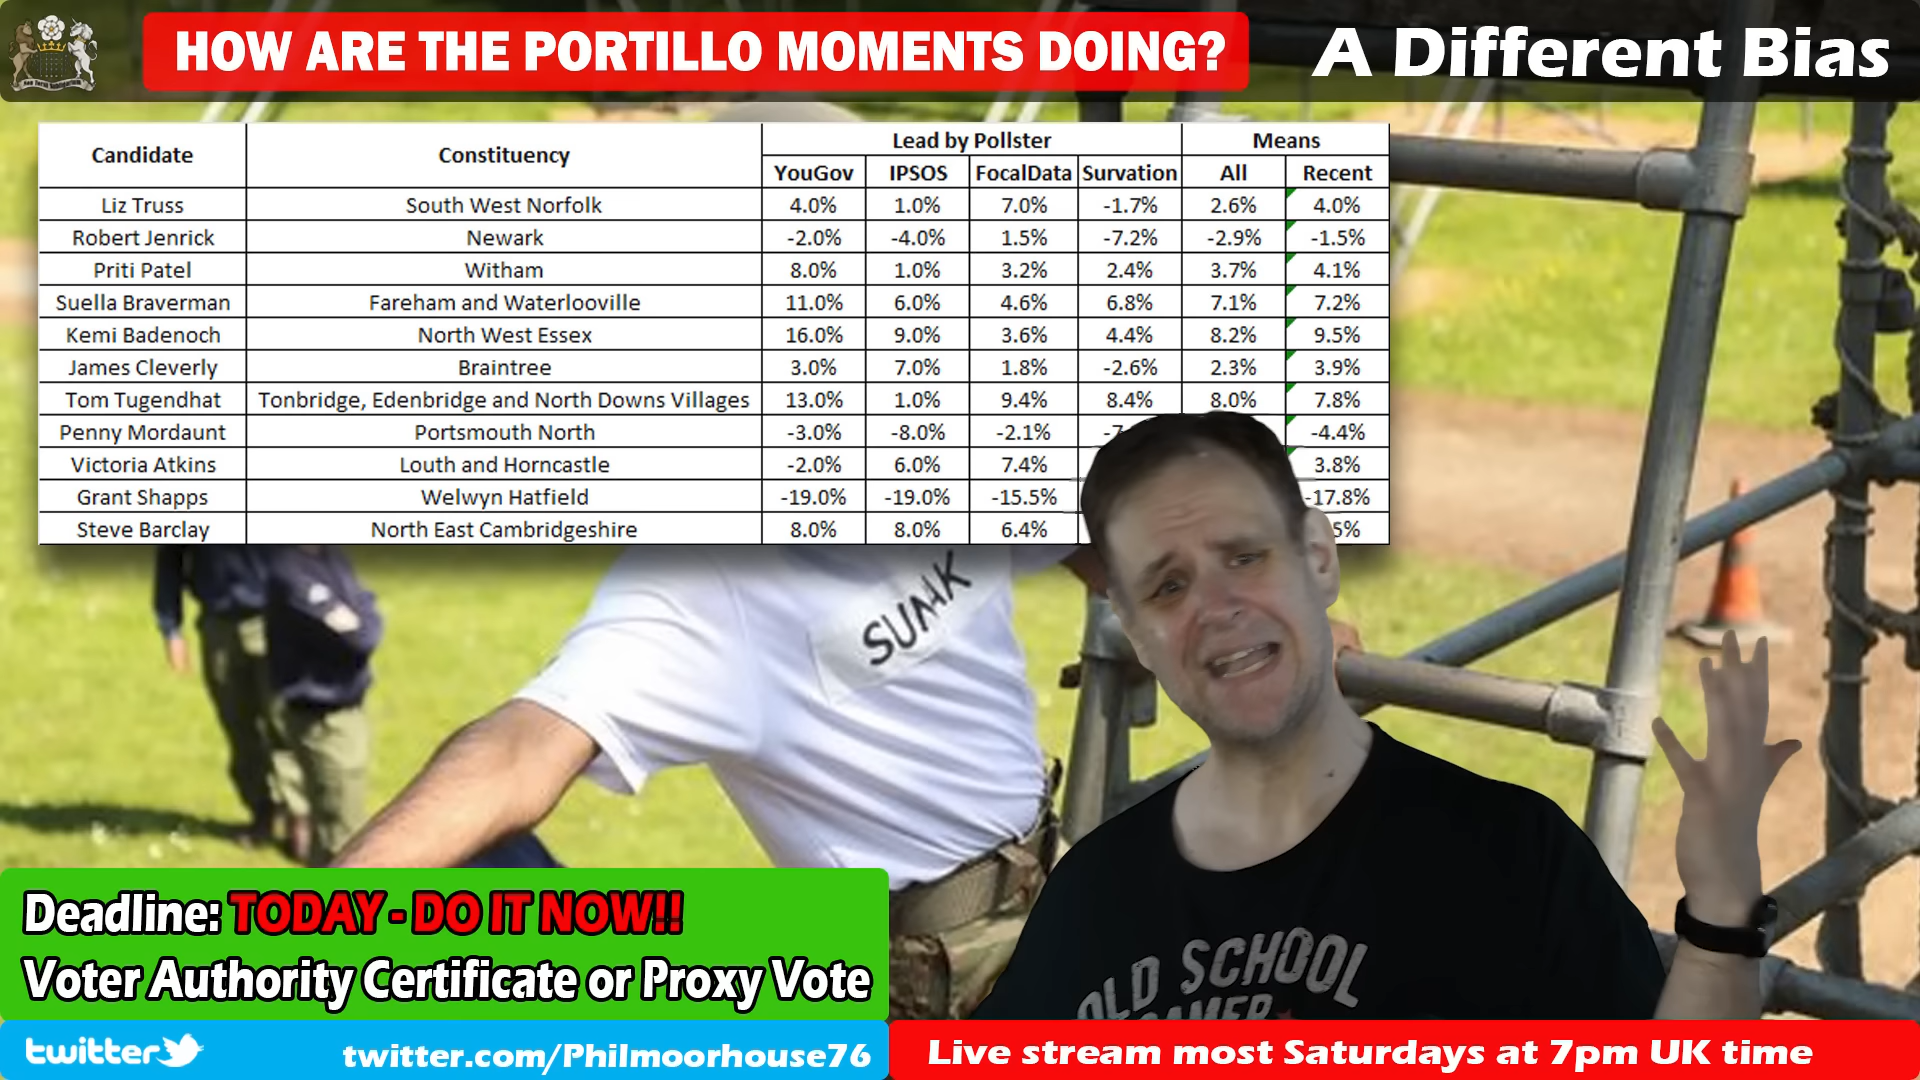 HOW ARE THE PORTILLO MOMENTS DOING? A Different Bias
Candidate Constituency Lead by Pollster Means
YouGov IPSOS FocalData Survation All Recent
Liz Truss South West Norfolk 4.0% 1.0% 7.0% -1.7% 2.6% 4.0%
Robert Jenrick Newark -2.0% -4.0% 1.5% -7.2% -2.9% -1.5%
Priti Patel Witham 8.0% 1.0% 3.2% 2.4% 3.7% 4.1%
Suella Braverman Fareham and Waterlooville 11.0% 6.0% 4.6% 6.8% 7.1% 7.2%
Kemi Badenoch North West Essex 16.0% 9.0% 3.6% 4.4% 8.2% 9.5%
James Cleverly Braintree 3.0% 7.0% 1.8% -2.6% 2.3% 3.9%
Tom Tugendhat Tonbridge, Edenbridge and North Downs Villages 13.0% 1.0% 9.4% 8.4% 8.0% 7.8%
Penny Mordaunt Portsmouth North -3.0% -8.0% -2.1% -4.4%
Victoria Atkins Louth and Horncastle -2.0% 6.0% 7.4% 3.8%
Grant Shapps Welwyn Hatfield -19.0% -19.0% -15.5% -17.8%
Steve Barclay North East Cambridgeshire 8.0% 8.0% 6.4%
SUNAK
OLD SCHOOL
GAMER
Deadline: TODAY - DO IT NOW!!
Voter Authority Certificate or Proxy Vote
twitter twitter.com/Philmoorhouse76
Live stream most Saturdays at 7pm UK time